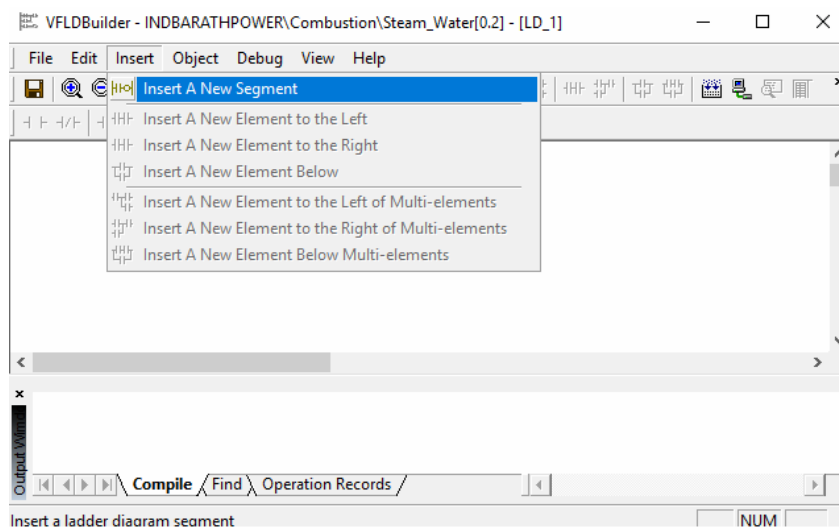 VFLDBuilder - INDBARATHPOWER\Combustion\Steam_Water[0.2] - [LD_1]
File Edit Insert Object Debug View Help
Insert A New Segment
Insert A New Element to the Left
Insert A New Element to the Right
Insert A New Element Below
Insert A New Element to the Left of Multi-elements
Insert A New Element to the Right of Multi-elements
Insert A New Element Below Multi-elements
Output Wind
Compile Find Operation Records
Insert a ladder diagram segment NUM